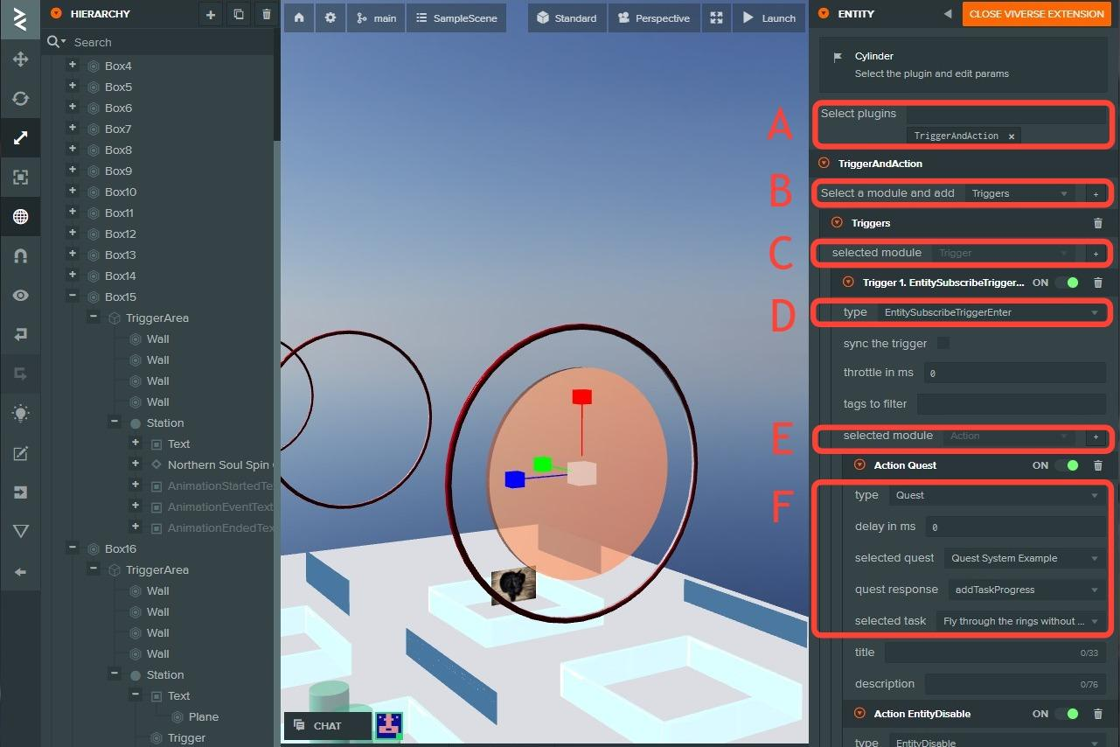 HIERARCHY
Search
Box4
Box5
Box6
Box7
Box8
Box9
Box10
Box11
Box12
Box13
Box14
Box15
TriggerArea
Wall
Wall
Wall
Wall
Station
Text
Northern Soul Spin
AnimationStartedTe
AnimationEventText
AnimationEndedTex
Box16
TriggerArea
Wall
Wall
Wall
Wall
Station
Text
Plane
Trigger
main
SampleScene
Standard
Perspective
Launch
CHAT
A
B
C
D
E
F
ENTITY
CLOSE VIVERSE EXTENSION
Cylinder
Select the plugin and edit params
Select plugins
TriggerAndAction x
TriggerAndAction
Select a module and add Triggers +
Triggers
selected module Trigger +
Trigger 1. EntitySubscribeTrigger... ON
type EntitySubscribeTriggerEnter
sync the trigger
throttle in ms 0
tags to filter
selected module Action +
Action Quest ON
type Quest
delay in ms 0
selected quest Quest System Example
quest response addTaskProgress
selected task Fly through the rings without ...
title 0/33
description 0/76
Action EntityDisable ON
type EntityDisable